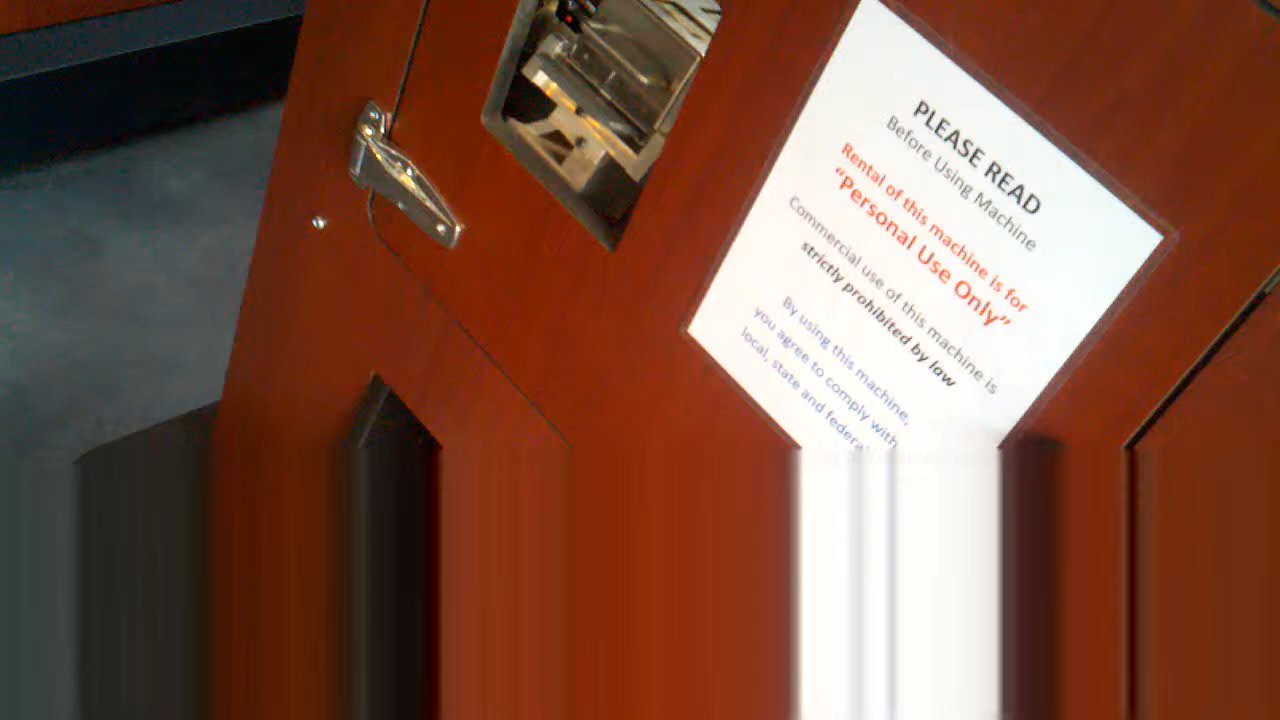 PLEASE READ
Before Using Machine
Rental of this machine is for
“Personal Use Only”
Commercial use of this machine is
strictly prohibited by law
By using this machine,
you agree to comply with
local, state and federal